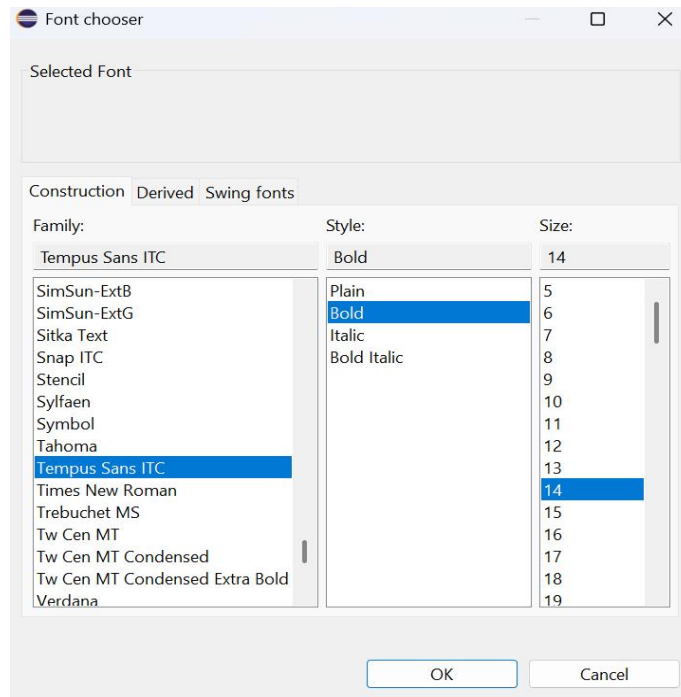 Font chooser
Selected Font
Construction Derived Swing fonts
Family: Style: Size:
Tempus Sans ITC Bold 14
SimSun-ExtB Plain 5
SimSun-ExtG Bold 6
Sitka Text Italic 7
Snap ITC Bold Italic 8
Stencil 9
Sylfaen 10
Symbol 11
Tahoma 12
Tempus Sans ITC 13
Times New Roman 14
Trebuchet MS 15
Tw Cen MT 16
Tw Cen MT Condensed 17
Tw Cen MT Condensed Extra Bold 18
Verdana 19
OK Cancel